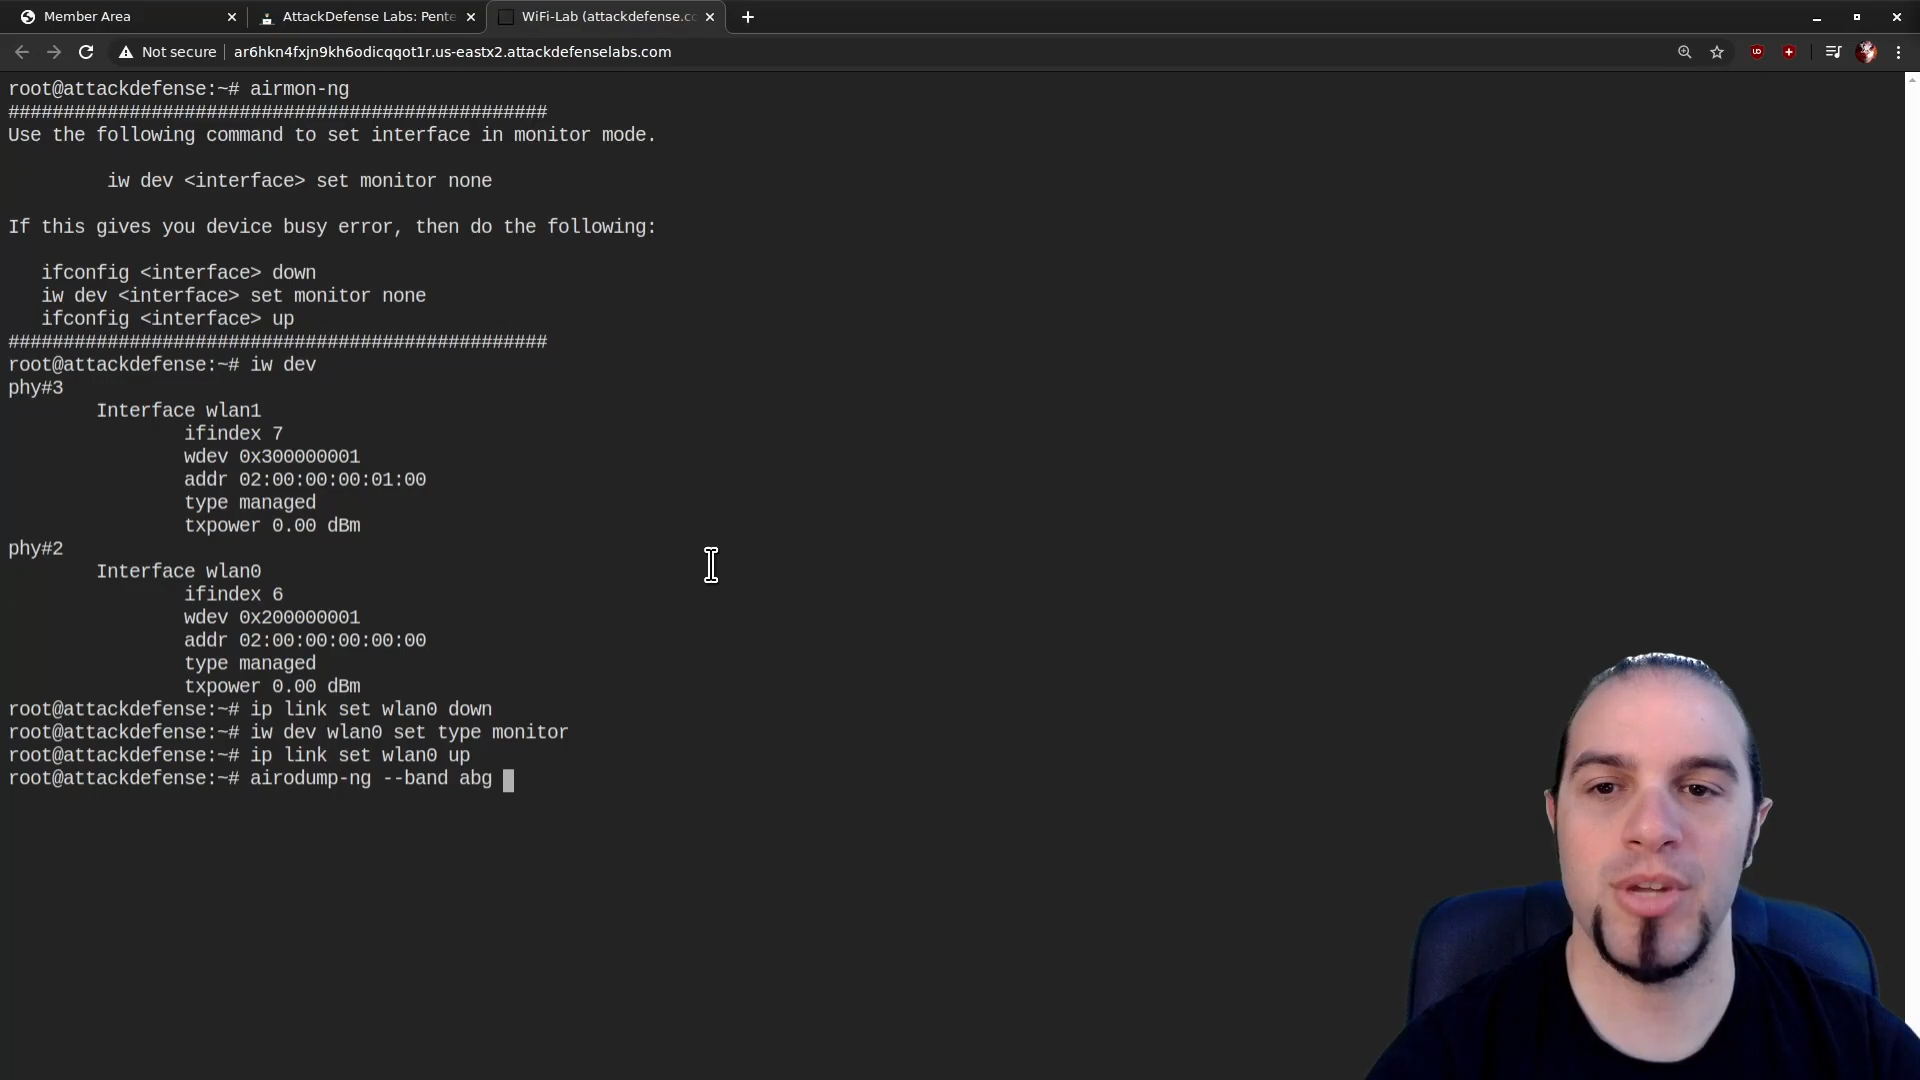 Member Area
AttackDefense Labs: Pente
WiFi-Lab (attackdefense.co
Not secure
ar6hkn4fxjn9kh6odicqqot1r.us-eastx2.attackdefenselabs.com
root@attackdefense:~# airmon-ng
#################################################
Use the following command to set interface in monitor mode.
iw dev <interface> set monitor none
If this gives you device busy error, then do the following:
ifconfig <interface> down
iw dev <interface> set monitor none
ifconfig <interface> up
#################################################
root@attackdefense:~# iw dev
phy#3
Interface wlan1
ifindex 7
wdev 0x300000001
addr 02:00:00:00:01:00
type managed
txpower 0.00 dBm
phy#2
Interface wlan0
ifindex 6
wdev 0x200000001
addr 02:00:00:00:00:00
type managed
txpower 0.00 dBm
root@attackdefense:~# ip link set wlan0 down
root@attackdefense:~# iw dev wlan0 set type monitor
root@attackdefense:~# ip link set wlan0 up
root@attackdefense:~# airodump-ng --band abg